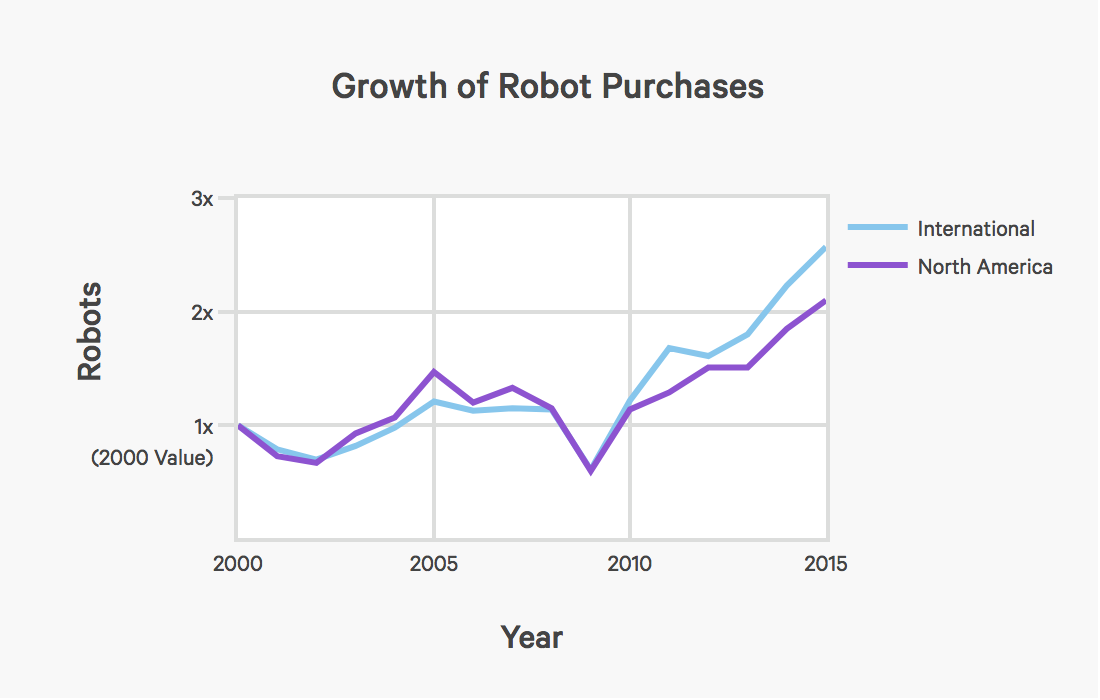 Growth of Robot Purchases
3x
2x
1x
(2000 Value)
Robots
2000
2005
2010
2015
Year
International
North America